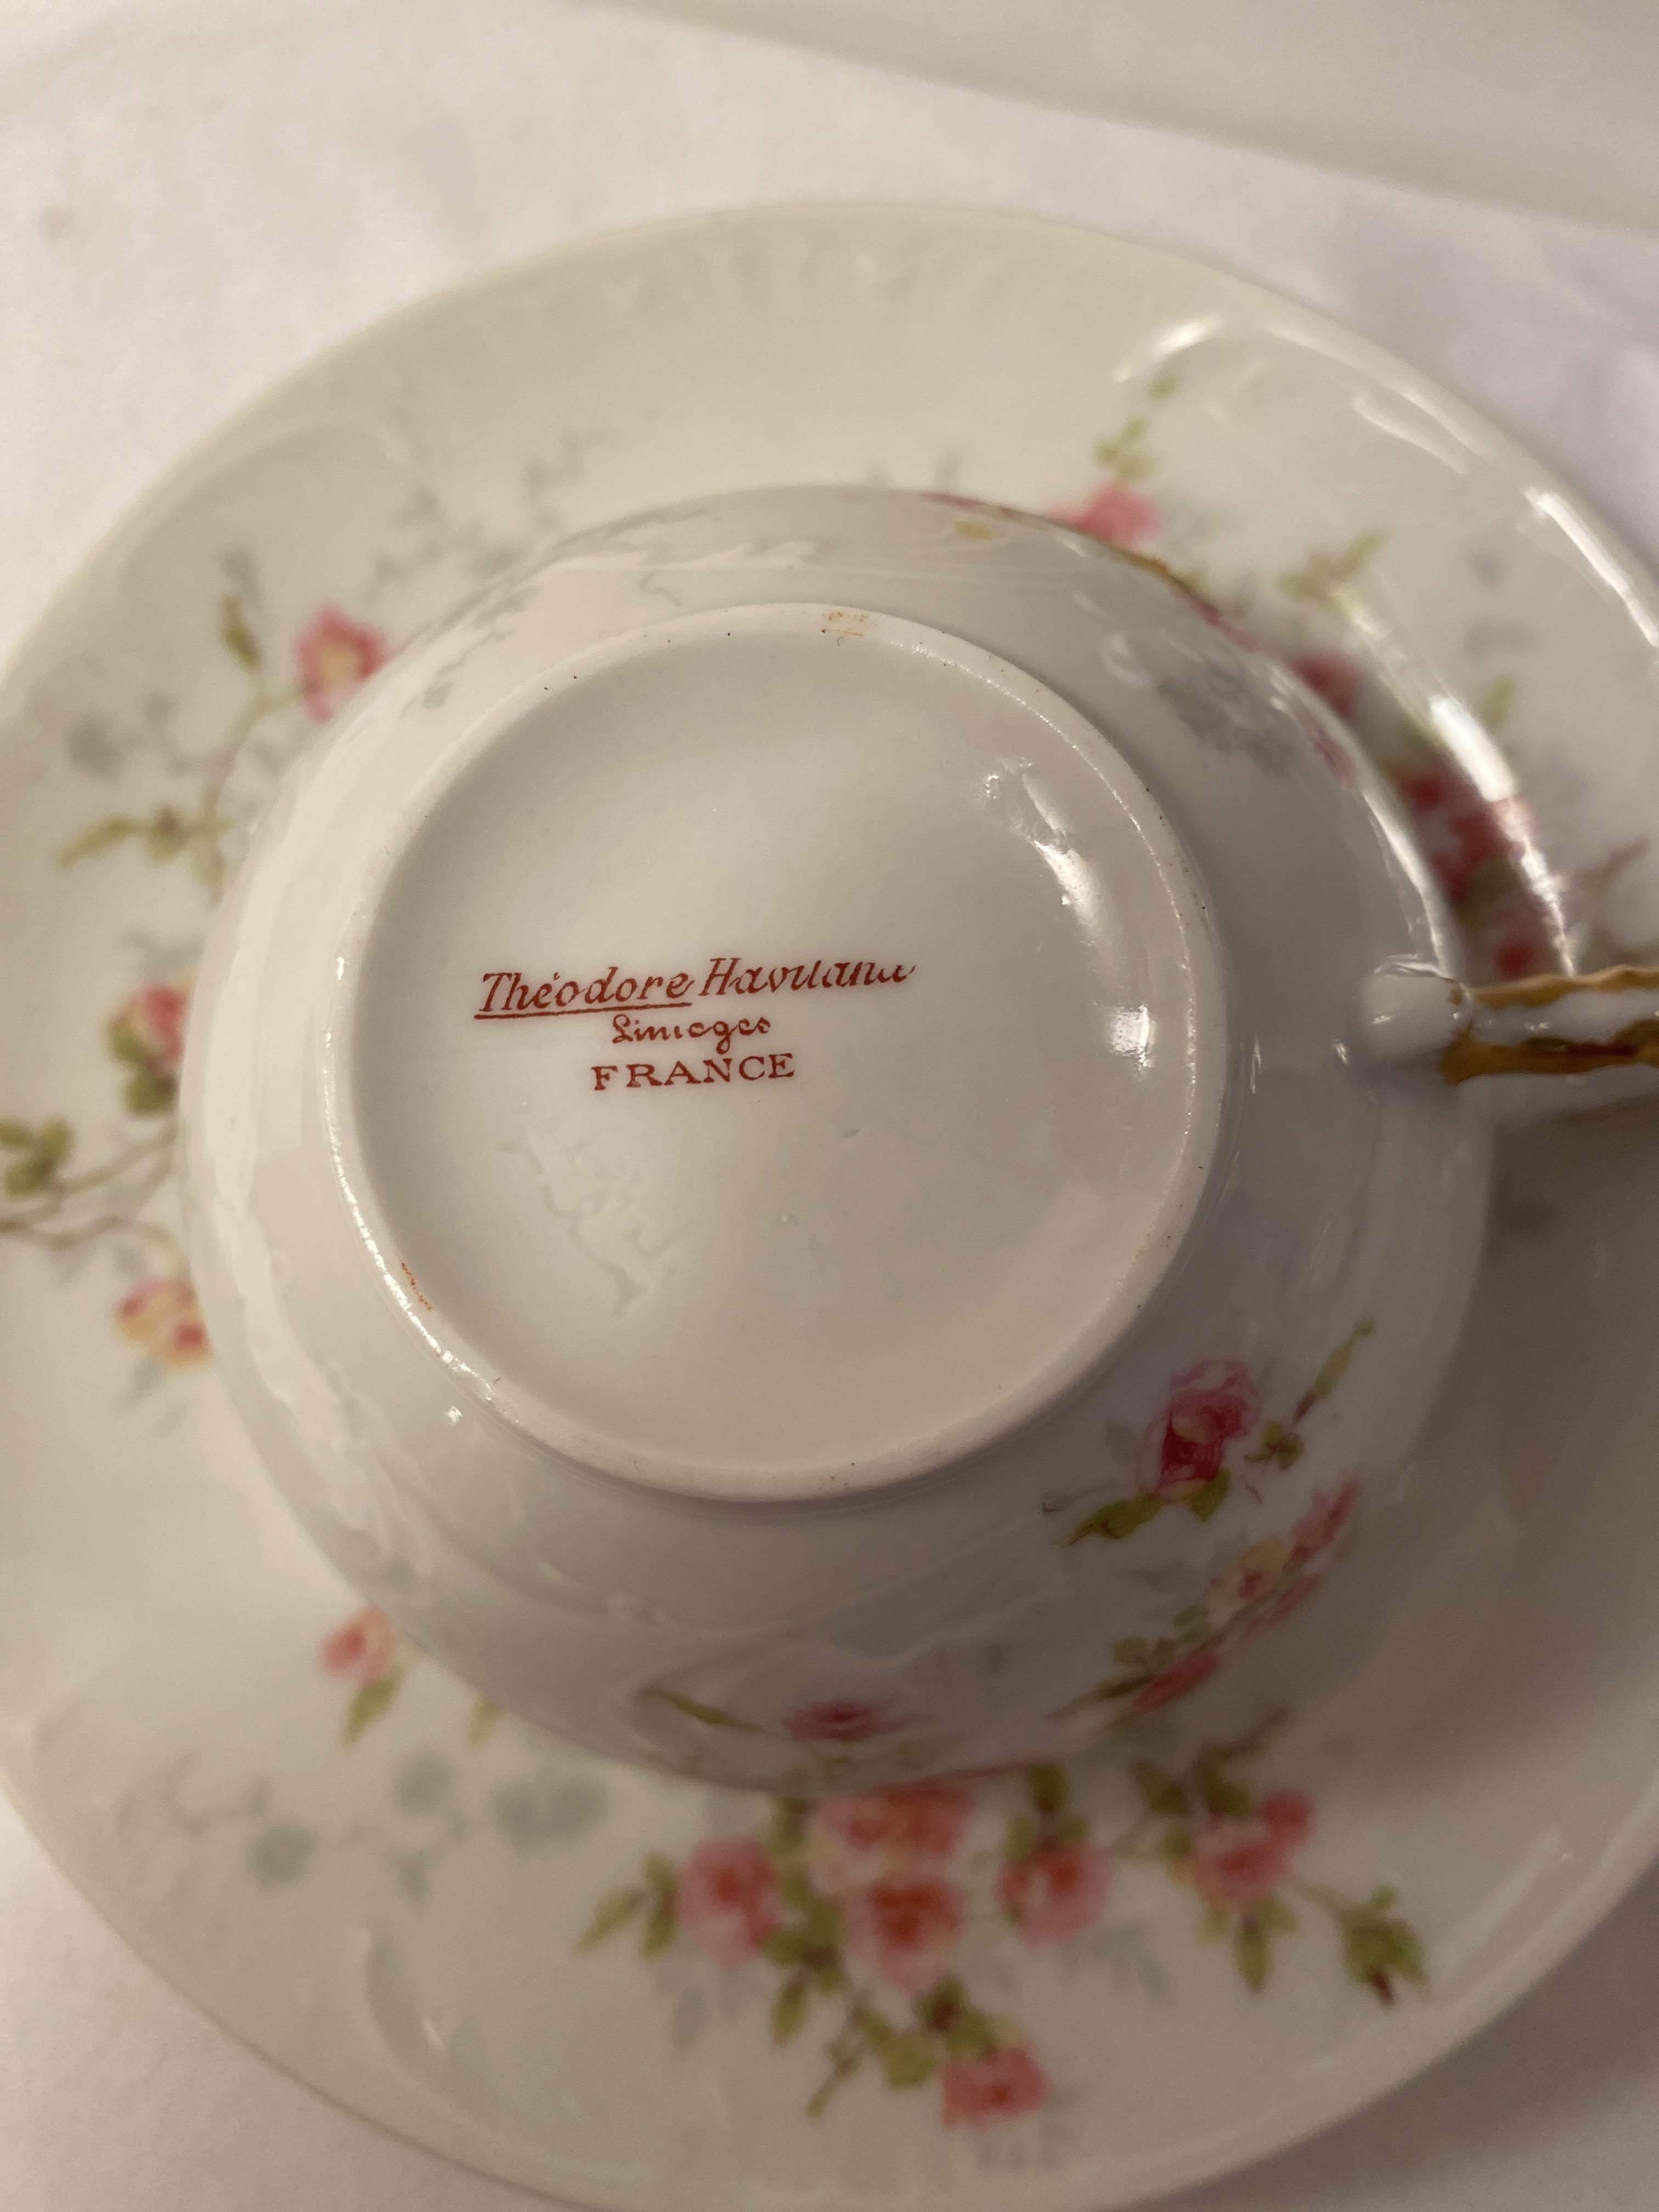 Théodore Haviland
Limoges
FRANCE